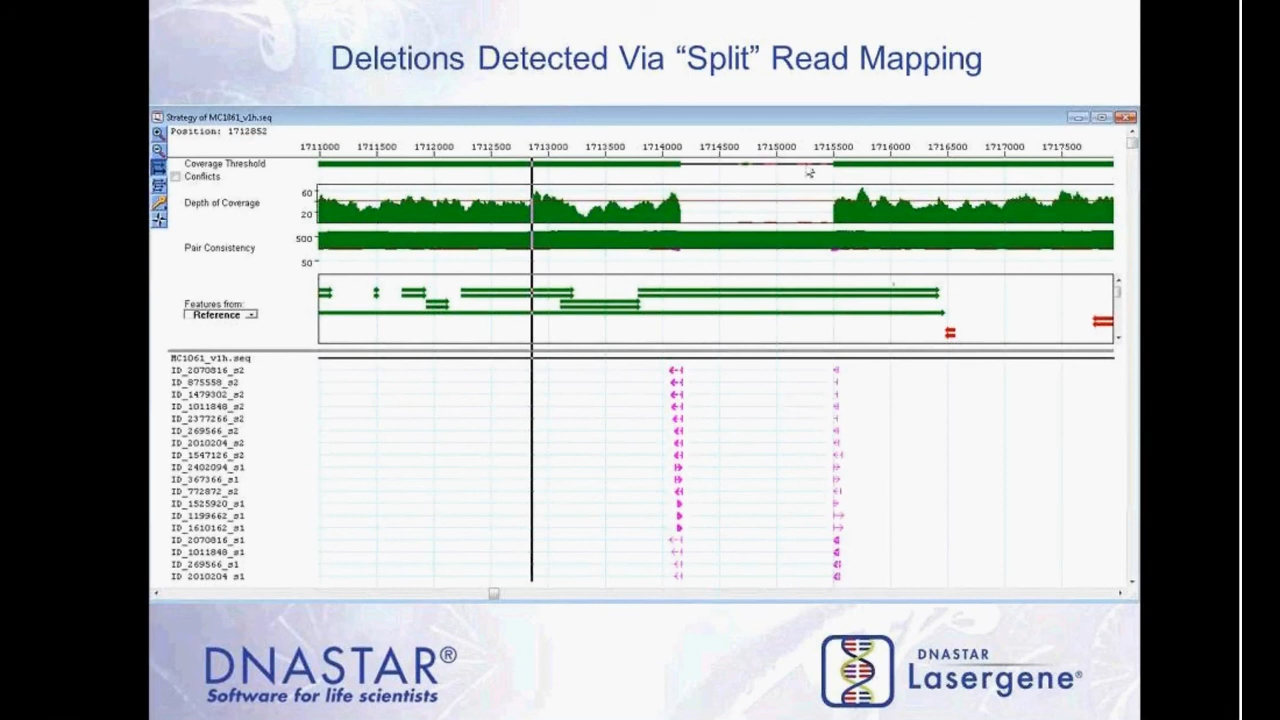 Deletions Detected Via “Split” Read Mapping
Strategy of MC1061_v1h.seq
Position: 1712852
1711000 1711500 1712000 1712500 1713000 1713500 1714000 1714500 1715000 1715500 1716000 1716500 1717000 1717500
Coverage Threshold
Conflicts
Depth of Coverage
60
20
Pair Consistency
500
50
Features from:
Reference
MC1061_v1h.seq
ID_2070816_s2
ID_875558_s2
ID_1479302_s2
ID_1011848_s2
ID_2377266_s2
ID_269566_s2
ID_2010204_s2
ID_1547126_s2
ID_2402094_s1
ID_367366_s1
ID_772872_s2
ID_1525920_s1
ID_1199662_s1
ID_1610162_s1
ID_2070816_s1
ID_1011848_s1
ID_269566_s1
ID_2010204_s1
DNASTAR®
Software for life scientists
DNASTAR
Lasergene®